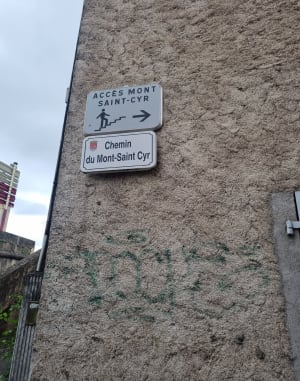 ACCÈS MONT
SAINT-CYR
Chemin
du Mont-Saint Cyr